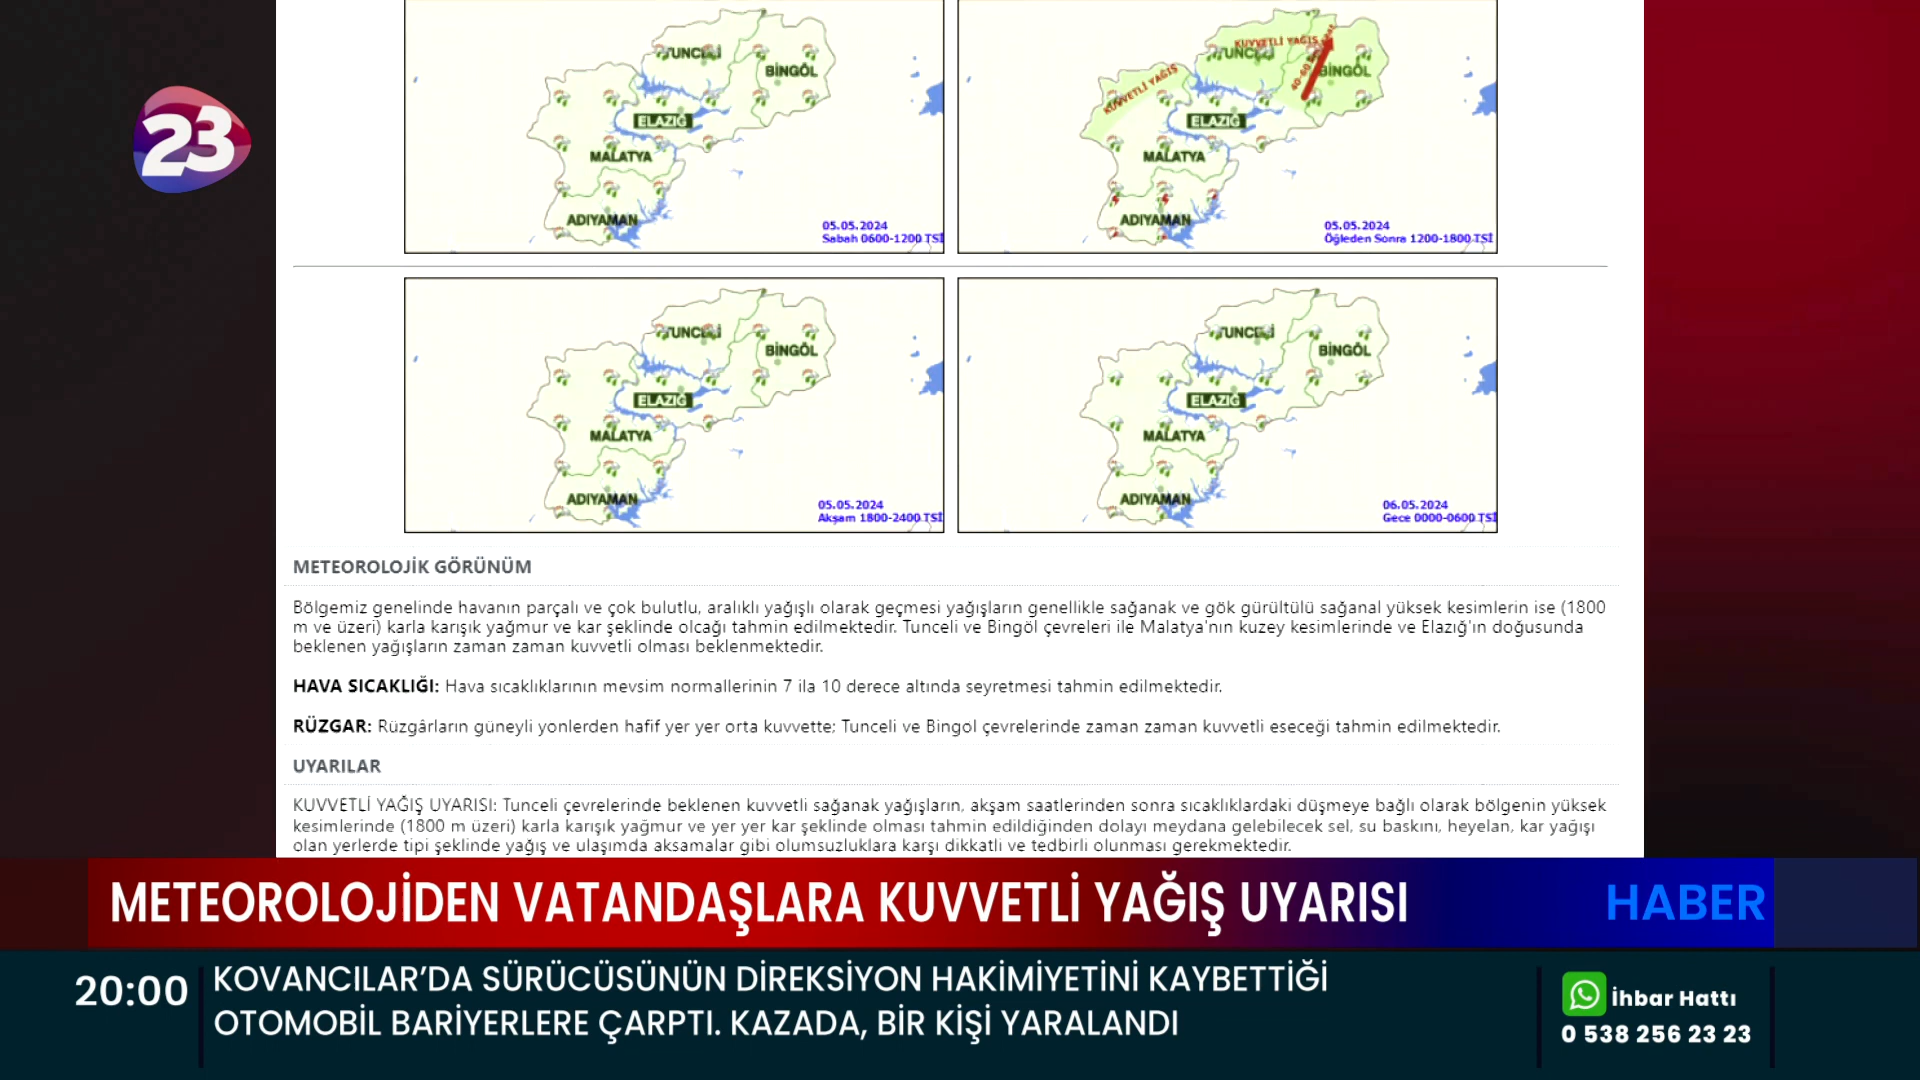 23
TUNCELİ
BİNGÖL
ELAZIĞ
MALATYA
ADIYAMAN
05.05.2024
Sabah 0600-1200 TSİ
KUVVETLİ YAĞIŞ
KUVVETLİ YAĞIŞ
TUNCELİ
BİNGÖL
ELAZIĞ
MALATYA
ADIYAMAN
05.05.2024
Öğleden Sonra 1200-1800 TSİ
TUNCELİ
BİNGÖL
ELAZIĞ
MALATYA
ADIYAMAN
05.05.2024
Akşam 1800-2400 TSİ
TUNCELİ
BİNGÖL
ELAZIĞ
MALATYA
ADIYAMAN
06.05.2024
Gece 0000-0600 TSİ
METEOROLOJİK GÖRÜNÜM
Bölgemiz genelinde havanın parçalı ve çok bulutlu, aralıklı yağışlı olarak geçmesi yağışların genellikle sağanak ve gök gürültülü sağanal yüksek kesimlerin ise (1800
m ve üzeri) karla karışık yağmur ve kar şeklinde olcağı tahmin edilmektedir. Tunceli ve Bingöl çevreleri ile Malatya'nın kuzey kesimlerinde ve Elazığ'ın doğusunda
beklenen yağışların zaman zaman kuvvetli olması beklenmektedir.
HAVA SICAKLIĞI: Hava sıcaklıklarının mevsim normallerinin 7 ila 10 derece altında seyretmesi tahmin edilmektedir.
RÜZGAR: Rüzgârların güneyli yonlerden hafif yer yer orta kuvvette; Tunceli ve Bingol çevrelerinde zaman zaman kuvvetli eseceği tahmin edilmektedir.
UYARILAR
KUVVETLİ YAĞIŞ UYARISI: Tunceli çevrelerinde beklenen kuvvetli sağanak yağışların, akşam saatlerinden sonra sıcaklıklardaki düşmeye bağlı olarak bölgenin yüksek
kesimlerinde (1800 m üzeri) karla karışık yağmur ve yer yer kar şeklinde olması tahmin edildiğinden dolayı meydana gelebilecek sel, su baskını, heyelan, kar yağışı
olan yerlerde tipi şeklinde yağış ve ulaşımda aksamalar gibi olumsuzluklara karşı dikkatli ve tedbirli olunması gerekmektedir.
METEOROLOJİDEN VATANDAŞLARA KUVVETLİ YAĞIŞ UYARISI
HABER
20:00
KOVANCILAR'DA SÜRÜCÜSÜNÜN DİREKSİYON HAKİMİYETİNİ KAYBETTİĞİ
OTOMOBİL BARİYERLERE ÇARPTI. KAZADA, BİR KİŞİ YARALANDI
İhbar Hattı
0 538 256 23 23